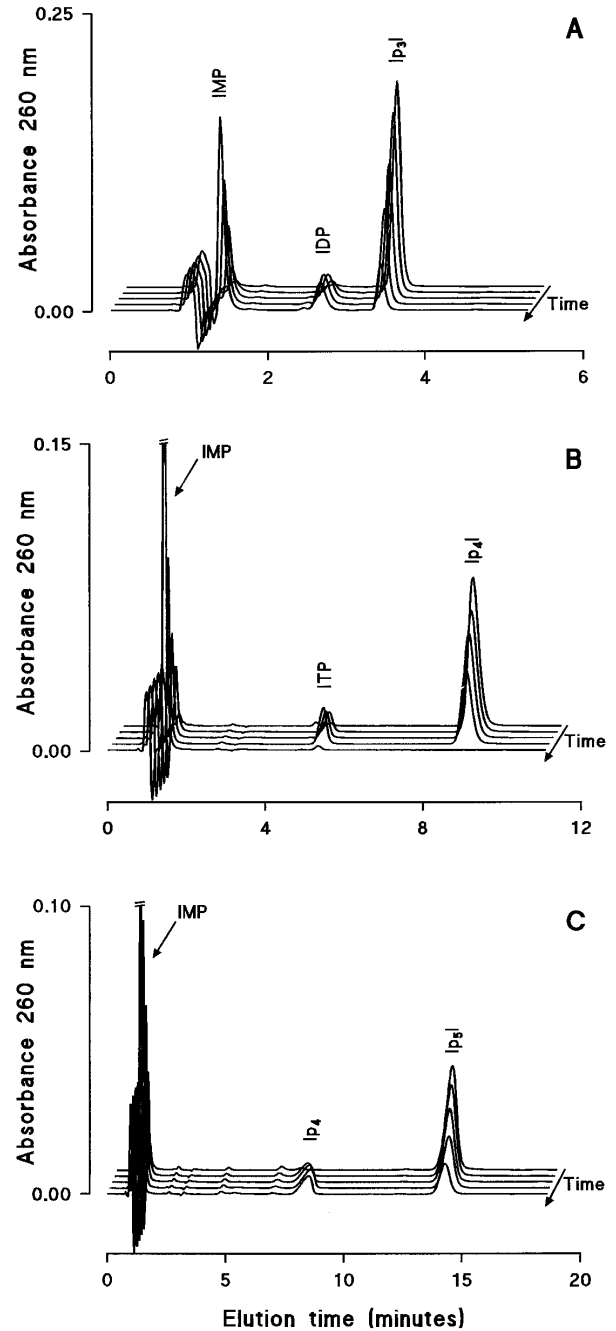 0.25
A
Absorbance 260 nm
IMP
IDP
Ip3I
0.00
Time
0 2 4 6
0.15
B
IMP
Absorbance 260 nm
ITP
Ip4I
0.00
Time
0 4 8 12
0.10
C
IMP
Absorbance 260 nm
Ip4
Ip5I
0.00
Time
0 5 10 15 20
Elution time (minutes)